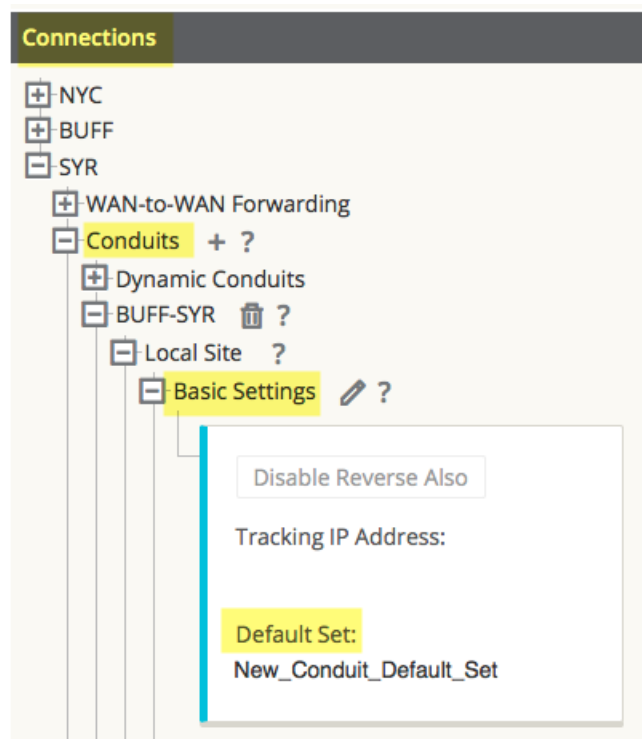 Connections
NYC
BUFF
SYR
WAN-to-WAN Forwarding
Conduits + ?
Dynamic Conduits
BUFF-SYR ?
Local Site ?
Basic Settings ?
Disable Reverse Also
Tracking IP Address:
Default Set:
New_Conduit_Default_Set